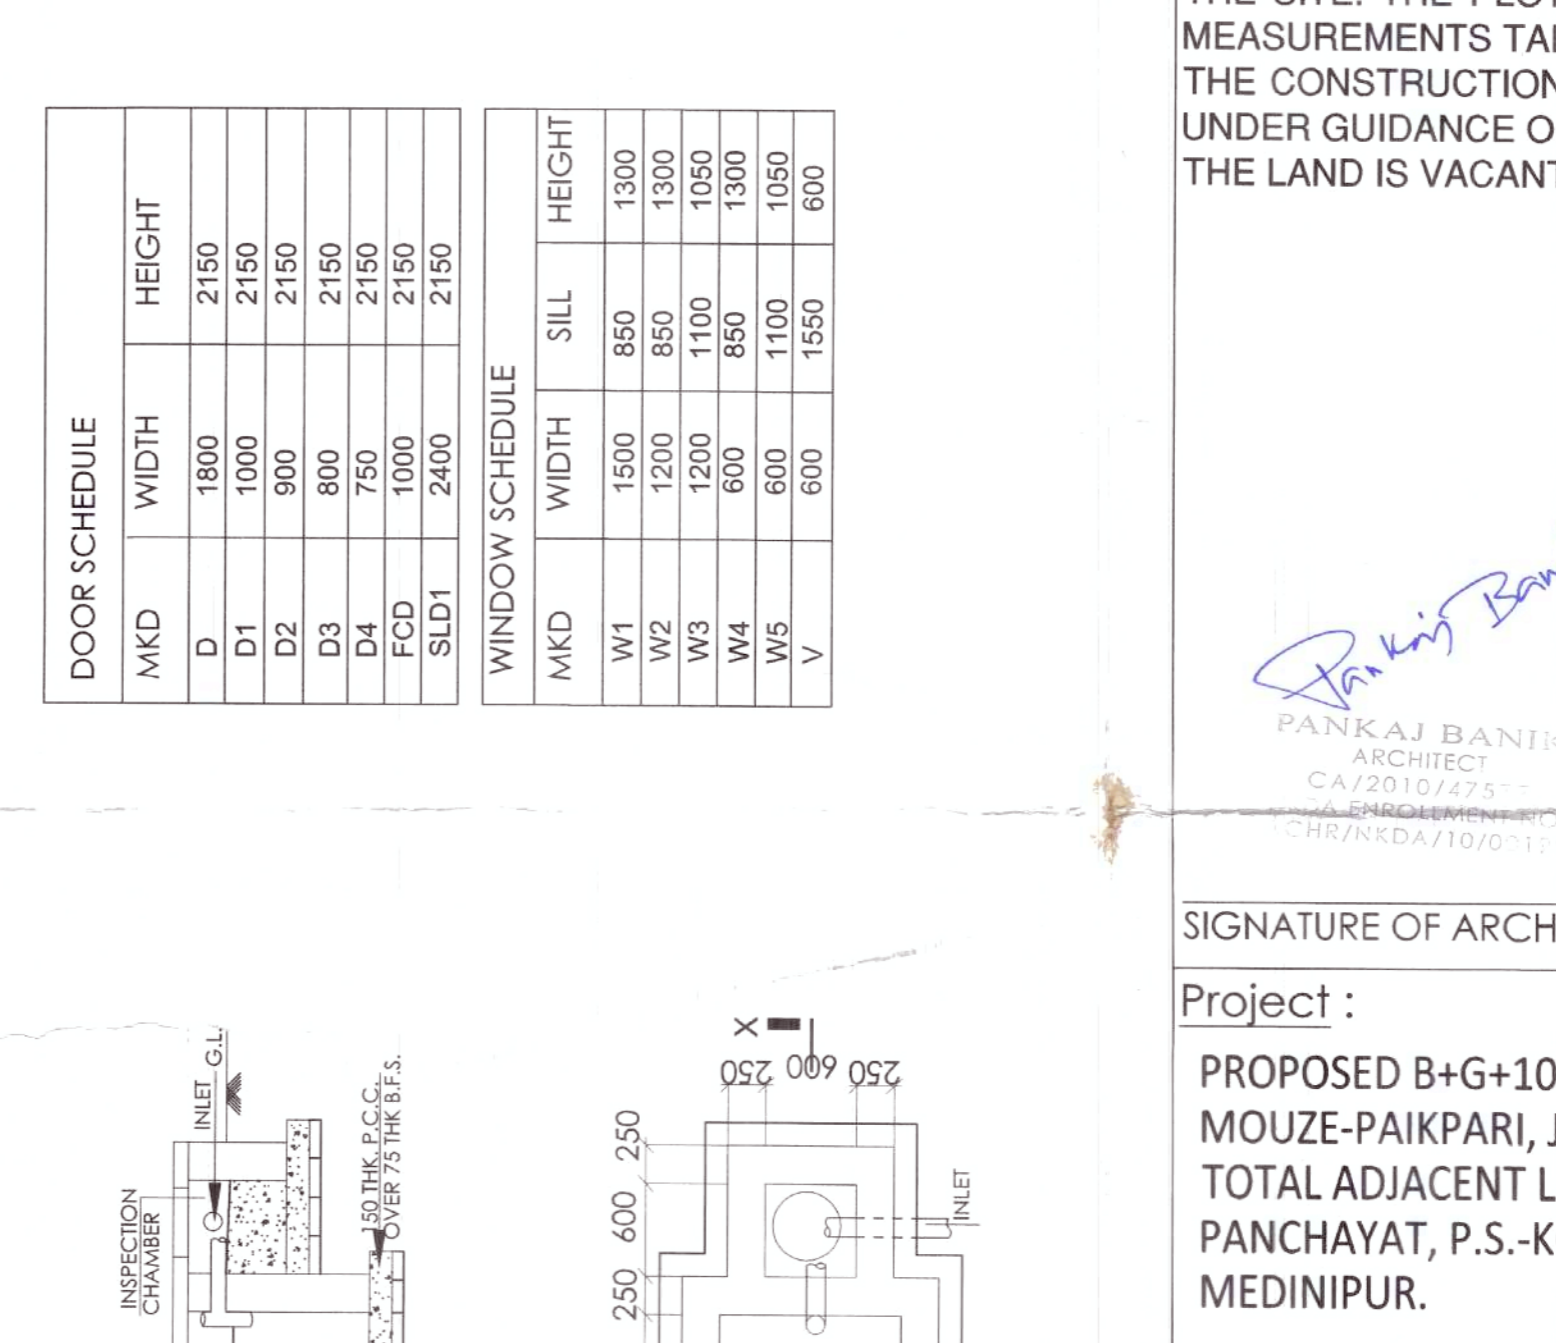 DOOR SCHEDULE
MKD WIDTH HEIGHT
D 1800 2150
D1 1000 2150
D2 900 2150
D3 800 2150
D4 750 2150
FCD 1000 2150
SLD1 2400 2150
WINDOW SCHEDULE
MKD WIDTH SILL HEIGHT
W1 1500 850 1300
W2 1200 850 1300
W3 1200 1100 1050
W4 600 850 1300
W5 600 1100 1050
V 600 1550 600
INSPECTION
CHAMBER
INLET
G.L.
150 THK. P.C.C.
OVER 75 THK B.F.S.
X
250 600 250
250
600
250
INLET
MEASUREMENTS TA
THE CONSTRUCTION
UNDER GUIDANCE O
THE LAND IS VACANT
Pankaj Ban
PANKAJ BANI
ARCHITECT
CA/2010/475
ENROLLMENT NO
CHR/NKDA/10/0
SIGNATURE OF ARCH
Project :
PROPOSED B+G+10
MOUZE-PAIKPARI, J
TOTAL ADJACENT L
PANCHAYAT, P.S.-K
MEDINIPUR.